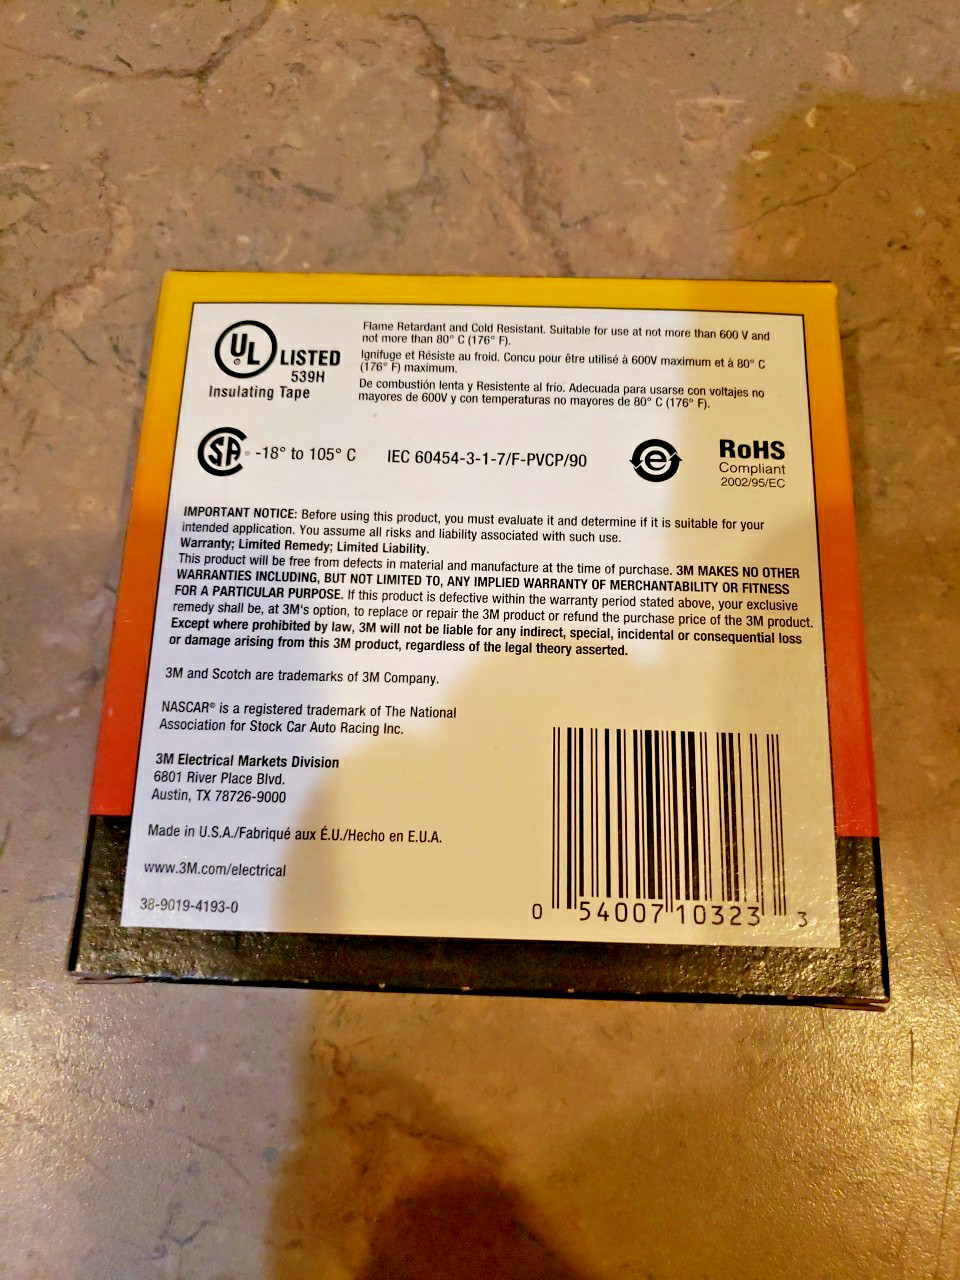 UL LISTED
539H
Insulating Tape
Flame Retardant and Cold Resistant. Suitable for use at not more than 600 V and
not more than 80° C (176° F).
Ignifuge et Résiste au froid. Concu pour être utilisé à 600V maximum et à 80° C
(176° F) maximum.
De combustión lenta y Resistente al frío. Adecuada para usarse con voltajes no
mayores de 600V y con temperaturas no mayores de 80° C (176° F).
SA -18° to 105° C IEC 60454-3-1-7/F-PVCP/90
e
RoHS
Compliant
2002/95/EC
IMPORTANT NOTICE: Before using this product, you must evaluate it and determine if it is suitable for your
intended application. You assume all risks and liability associated with such use.
Warranty; Limited Remedy; Limited Liability.
This product will be free from defects in material and manufacture at the time of purchase. 3M MAKES NO OTHER
WARRANTIES INCLUDING, BUT NOT LIMITED TO, ANY IMPLIED WARRANTY OF MERCHANTABILITY OR FITNESS
FOR A PARTICULAR PURPOSE. If this product is defective within the warranty period stated above, your exclusive
remedy shall be, at 3M's option, to replace or repair the 3M product or refund the purchase price of the 3M product.
Except where prohibited by law, 3M will not be liable for any indirect, special, incidental or consequential loss
or damage arising from this 3M product, regardless of the legal theory asserted.
3M and Scotch are trademarks of 3M Company.
NASCAR® is a registered trademark of The National
Association for Stock Car Auto Racing Inc.
3M Electrical Markets Division
6801 River Place Blvd.
Austin, TX 78726-9000
Made in U.S.A./Fabriqué aux É.U./Hecho en E.U.A.
www.3M.com/electrical
38-9019-4193-0
0 54007 10323 3